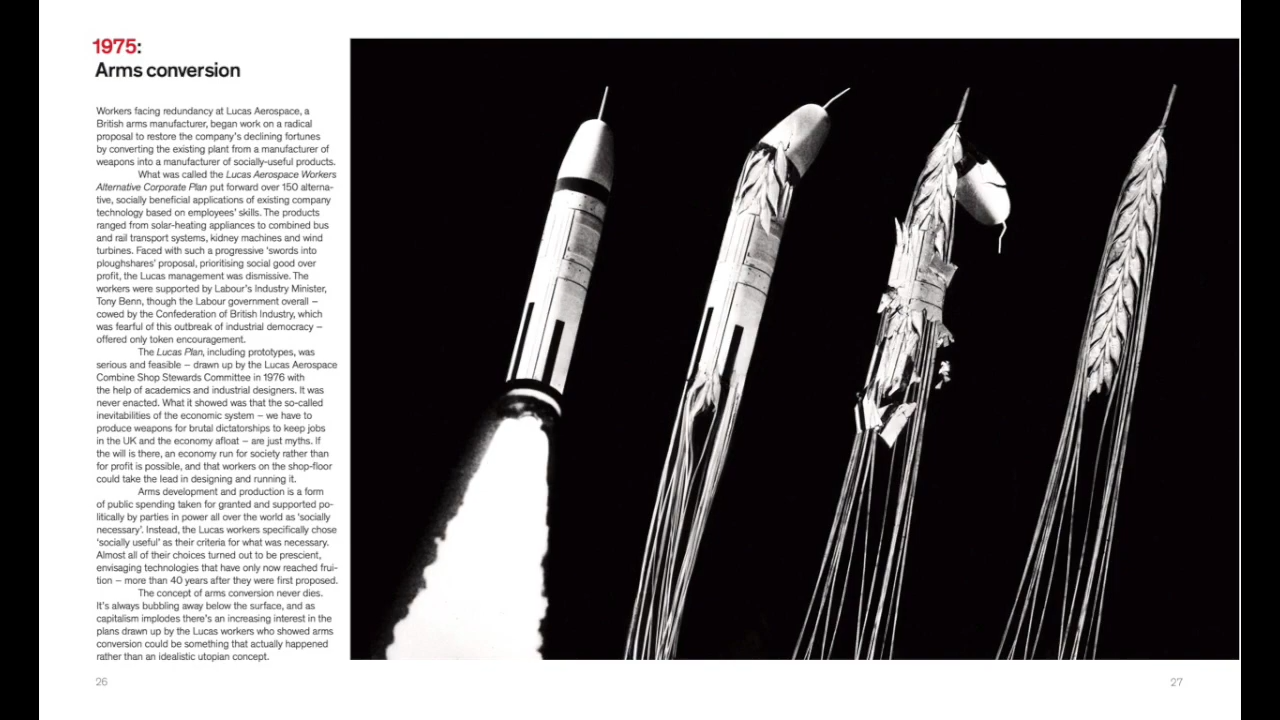 1975:
Arms conversion
Workers facing redundancy at Lucas Aerospace, a
British arms manufacturer, began work on a radical
proposal to restore the company's declining fortunes
by converting the existing plant from a manufacturer of
weapons into a manufacturer of socially-useful products.
What was called the Lucas Aerospace Workers
Alternative Corporate Plan put forward over 150 alterna-
tive, socially beneficial applications of existing company
technology based on employees' skills. The products
ranged from solar-heating appliances to combined bus
and rail transport systems, kidney machines and wind
turbines. Faced with such a progressive 'swords into
ploughshares' proposal, prioritising social good over
profit, the Lucas management was dismissive. The
workers were supported by Labour's Industry Minister,
Tony Benn, though the Labour government overall –
cowed by the Confederation of British Industry, which
was fearful of this outbreak of industrial democracy –
offered only token encouragement.
The Lucas Plan, including prototypes, was
serious and feasible – drawn up by the Lucas Aerospace
Combine Shop Stewards Committee in 1976 with
the help of academics and industrial designers. It was
never enacted. What it showed was that the so-called
inevitabilities of the economic system – we have to
produce weapons for brutal dictatorships to keep jobs
in the UK and the economy afloat – are just myths. If
the will is there, an economy run for society rather than
for profit is possible, and that workers on the shop-floor
could take the lead in designing and running it.
Arms development and production is a form
of public spending taken for granted and supported po-
litically by parties in power all over the world as 'socially
necessary'. Instead, the Lucas workers specifically chose
'socially useful' as their criteria for what was necessary.
Almost all of their choices turned out to be prescient,
envisaging technologies that have only now reached frui-
tion – more than 40 years after they were first proposed.
The concept of arms conversion never dies.
It's always bubbling away below the surface, and as
capitalism implodes there's an increasing interest in the
plans drawn up by the Lucas workers who showed arms
conversion could be something that actually happened
rather than an idealistic utopian concept.
26
27